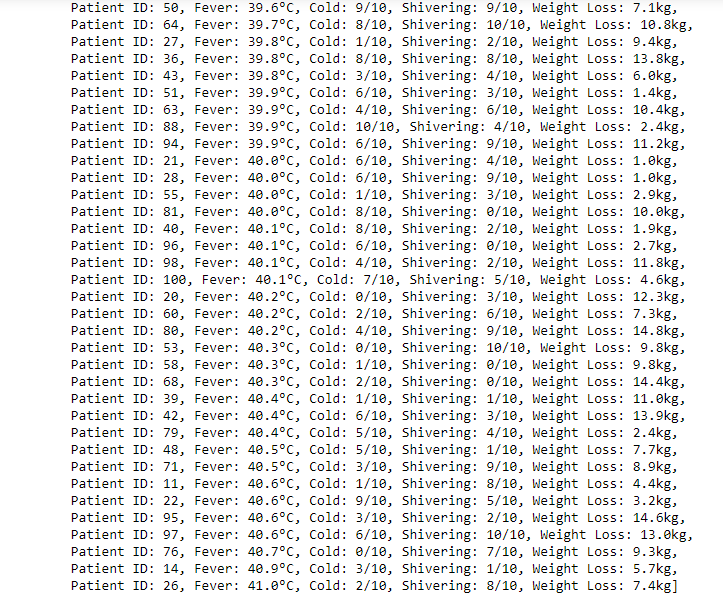 Patient ID: 50, Fever: 39.6°C, Cold: 9/10, Shivering: 9/10, Weight Loss: 7.1kg,
Patient ID: 64, Fever: 39.7°C, Cold: 8/10, Shivering: 10/10, Weight Loss: 10.8kg,
Patient ID: 27, Fever: 39.8°C, Cold: 1/10, Shivering: 2/10, Weight Loss: 9.4kg,
Patient ID: 36, Fever: 39.8°C, Cold: 8/10, Shivering: 8/10, Weight Loss: 13.8kg,
Patient ID: 43, Fever: 39.8°C, Cold: 3/10, Shivering: 4/10, Weight Loss: 6.0kg,
Patient ID: 51, Fever: 39.9°C, Cold: 6/10, Shivering: 3/10, Weight Loss: 1.4kg,
Patient ID: 63, Fever: 39.9°C, Cold: 4/10, Shivering: 6/10, Weight Loss: 10.4kg,
Patient ID: 88, Fever: 39.9°C, Cold: 10/10, Shivering: 4/10, Weight Loss: 2.4kg,
Patient ID: 94, Fever: 39.9°C, Cold: 6/10, Shivering: 9/10, Weight Loss: 11.2kg,
Patient ID: 21, Fever: 40.0°C, Cold: 6/10, Shivering: 4/10, Weight Loss: 1.0kg,
Patient ID: 28, Fever: 40.0°C, Cold: 6/10, Shivering: 9/10, Weight Loss: 1.0kg,
Patient ID: 55, Fever: 40.0°C, Cold: 1/10, Shivering: 3/10, Weight Loss: 2.9kg,
Patient ID: 81, Fever: 40.0°C, Cold: 8/10, Shivering: 0/10, Weight Loss: 10.0kg,
Patient ID: 40, Fever: 40.1°C, Cold: 8/10, Shivering: 2/10, Weight Loss: 1.9kg,
Patient ID: 96, Fever: 40.1°C, Cold: 6/10, Shivering: 0/10, Weight Loss: 2.7kg,
Patient ID: 98, Fever: 40.1°C, Cold: 4/10, Shivering: 2/10, Weight Loss: 11.8kg,
Patient ID: 100, Fever: 40.1°C, Cold: 7/10, Shivering: 5/10, Weight Loss: 4.6kg,
Patient ID: 20, Fever: 40.2°C, Cold: 0/10, Shivering: 3/10, Weight Loss: 12.3kg,
Patient ID: 60, Fever: 40.2°C, Cold: 2/10, Shivering: 6/10, Weight Loss: 7.3kg,
Patient ID: 80, Fever: 40.2°C, Cold: 4/10, Shivering: 9/10, Weight Loss: 14.8kg,
Patient ID: 53, Fever: 40.3°C, Cold: 0/10, Shivering: 10/10, Weight Loss: 9.8kg,
Patient ID: 58, Fever: 40.3°C, Cold: 1/10, Shivering: 0/10, Weight Loss: 9.8kg,
Patient ID: 68, Fever: 40.3°C, Cold: 2/10, Shivering: 0/10, Weight Loss: 14.4kg,
Patient ID: 39, Fever: 40.4°C, Cold: 1/10, Shivering: 1/10, Weight Loss: 11.0kg,
Patient ID: 42, Fever: 40.4°C, Cold: 6/10, Shivering: 3/10, Weight Loss: 13.9kg,
Patient ID: 79, Fever: 40.4°C, Cold: 5/10, Shivering: 4/10, Weight Loss: 2.4kg,
Patient ID: 48, Fever: 40.5°C, Cold: 5/10, Shivering: 1/10, Weight Loss: 7.7kg,
Patient ID: 71, Fever: 40.5°C, Cold: 3/10, Shivering: 9/10, Weight Loss: 8.9kg,
Patient ID: 11, Fever: 40.6°C, Cold: 1/10, Shivering: 8/10, Weight Loss: 4.4kg,
Patient ID: 22, Fever: 40.6°C, Cold: 9/10, Shivering: 5/10, Weight Loss: 3.2kg,
Patient ID: 95, Fever: 40.6°C, Cold: 3/10, Shivering: 2/10, Weight Loss: 14.6kg,
Patient ID: 97, Fever: 40.6°C, Cold: 6/10, Shivering: 10/10, Weight Loss: 13.0kg,
Patient ID: 76, Fever: 40.7°C, Cold: 0/10, Shivering: 7/10, Weight Loss: 9.3kg,
Patient ID: 14, Fever: 40.9°C, Cold: 3/10, Shivering: 1/10, Weight Loss: 5.7kg,
Patient ID: 26, Fever: 41.0°C, Cold: 2/10, Shivering: 8/10, Weight Loss: 7.4kg]